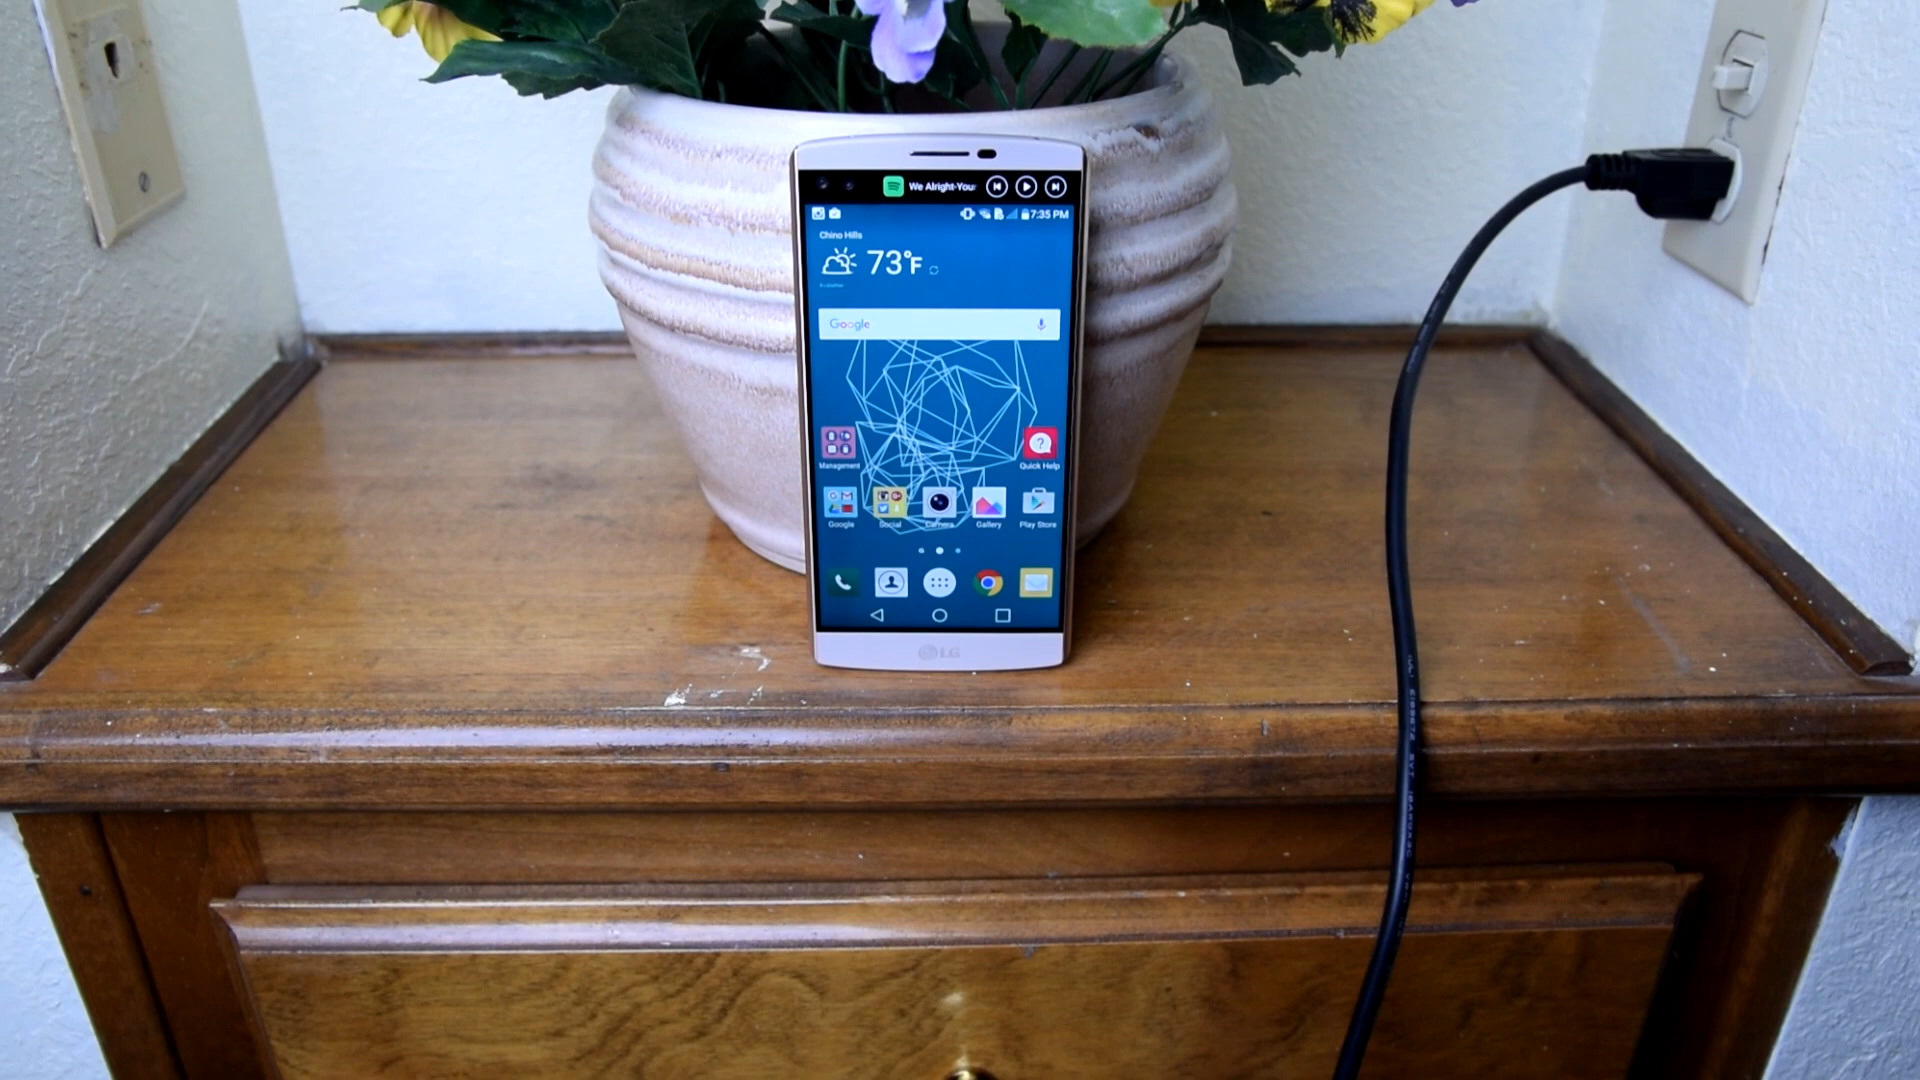 We Alright-Your
7:35 PM
Chino Hills
73°F
Google
Management
Quick Help
Google
Social
Camera
Gallery
Play Store
LG